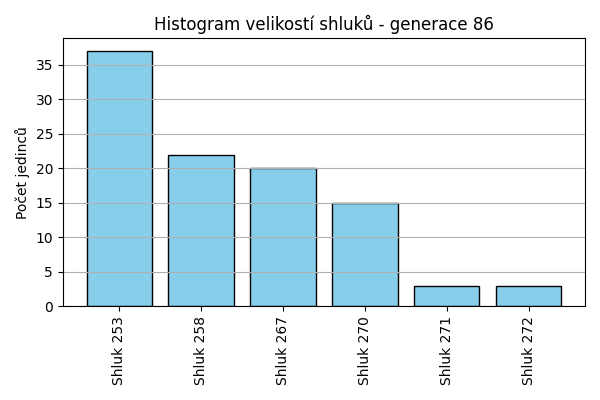 Histogram velikostí shluků - generace 86
Počet jedinců
35
30
25
20
15
10
5
0
Shluk 253
Shluk 258
Shluk 267
Shluk 270
Shluk 271
Shluk 272